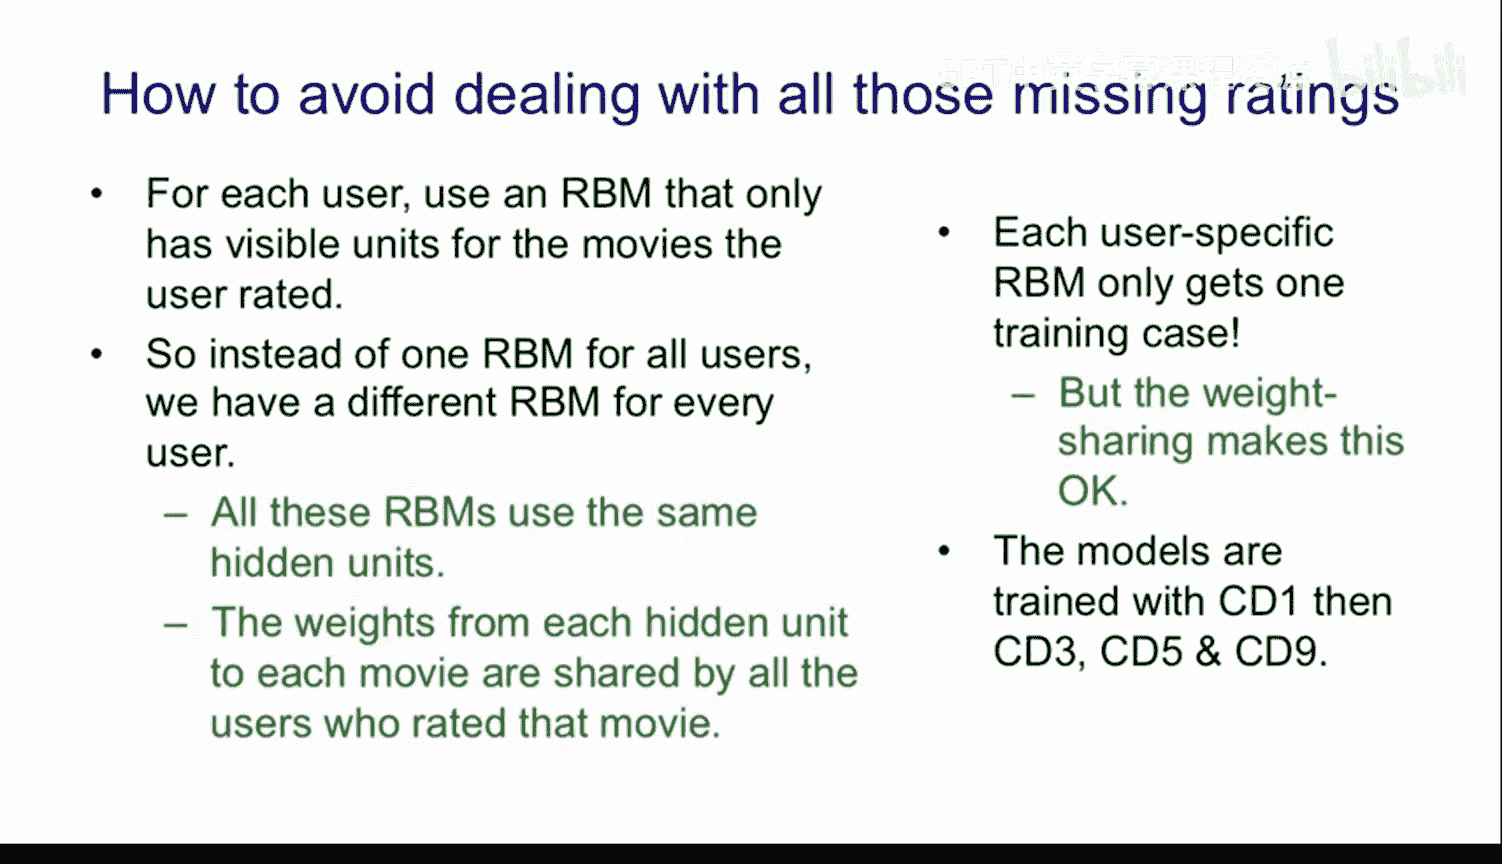 How to avoid dealing with all those missing ratings
bilibili
• For each user, use an RBM that only
has visible units for the movies the
user rated.
• So instead of one RBM for all users,
we have a different RBM for every
user.
– All these RBMs use the same
hidden units.
– The weights from each hidden unit
to each movie are shared by all the
users who rated that movie.
• Each user-specific
RBM only gets one
training case!
– But the weight-
sharing makes this
OK.
• The models are
trained with CD1 then
CD3, CD5 & CD9.